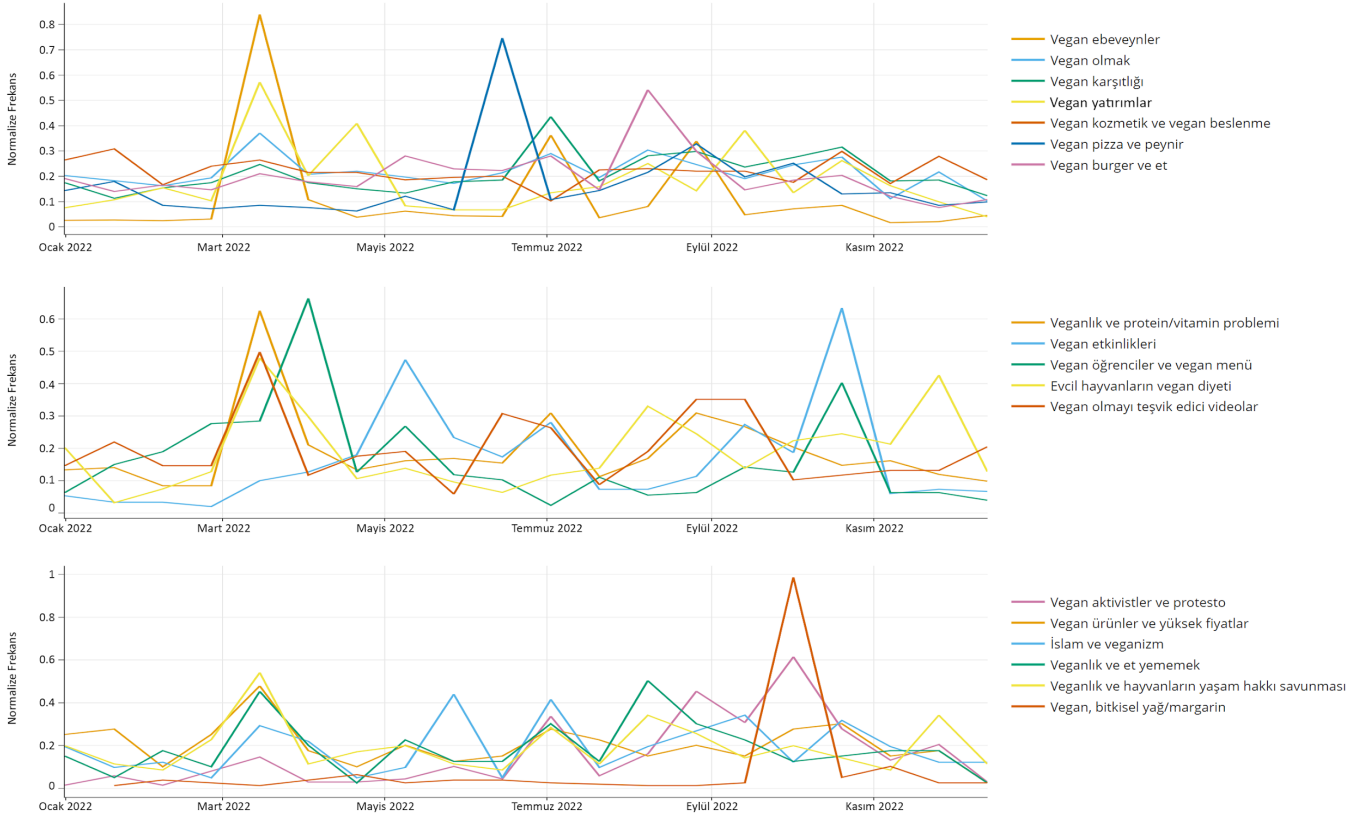 Normalize Frekans
0.8
0.7
0.6
0.5
0.4
0.3
0.2
0.1
0
Ocak 2022 Mart 2022 Mayis 2022 Temmuz 2022 Eylül 2022 Kasım 2022
Vegan ebeveynler
Vegan olmak
Vegan karşıtlığı
Vegan yatırımlar
Vegan kozmetik ve vegan beslenme
Vegan pizza ve peynir
Vegan burger ve et
Normalize Frekans
0.6
0.5
0.4
0.3
0.2
0.1
0
Ocak 2022 Mart 2022 Mayis 2022 Temmuz 2022 Eylül 2022 Kasım 2022
Veganlık ve protein/vitamin problemi
Vegan etkinlikleri
Vegan öğrenciler ve vegan menü
Evcil hayvanların vegan diyeti
Vegan olmayı teşvik edici videolar
Normalize Frekans
1
0.8
0.6
0.4
0.2
0
Ocak 2022 Mart 2022 Mayis 2022 Temmuz 2022 Eylül 2022 Kasım 2022
Vegan aktivistler ve protesto
Vegan ürünler ve yüksek fiyatlar
İslam ve veganizm
Veganlık ve et yememek
Veganlık ve hayvanların yaşam hakkı savunması
Vegan, bitkisel yağ/margarin